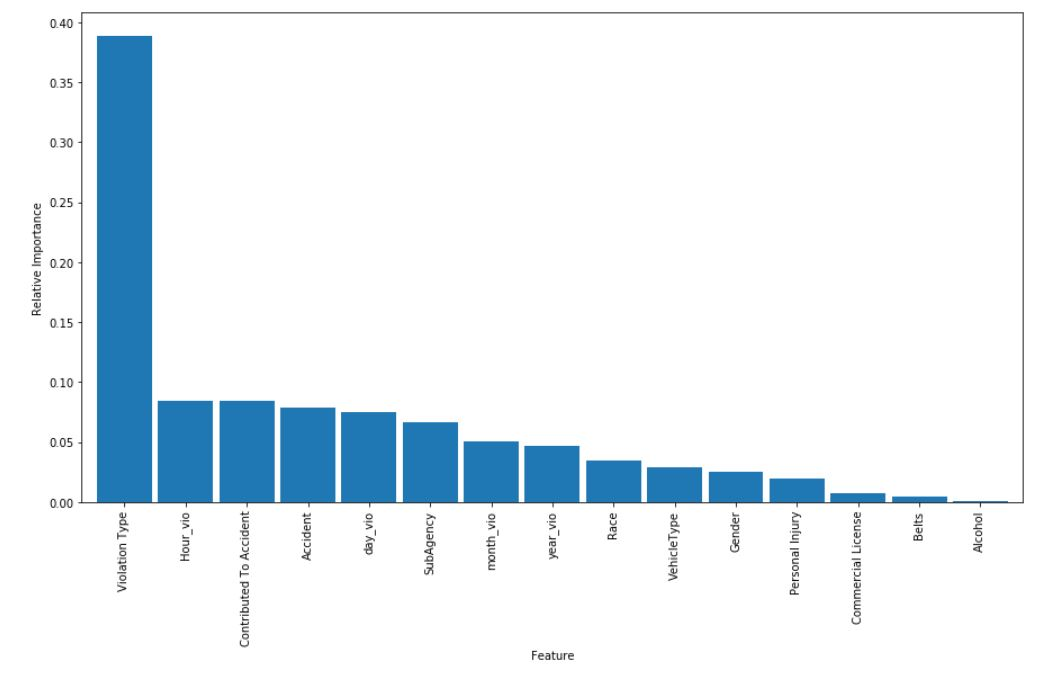 0.40
0.35
0.30
0.25
0.20
0.15
0.10
0.05
0.00
Relative Importance
Violation Type
Hour_vio
Contributed To Accident
Accident
day_vio
SubAgency
month_vio
year_vio
Race
VehicleType
Gender
Personal Injury
Commercial License
Belts
Alcohol
Feature